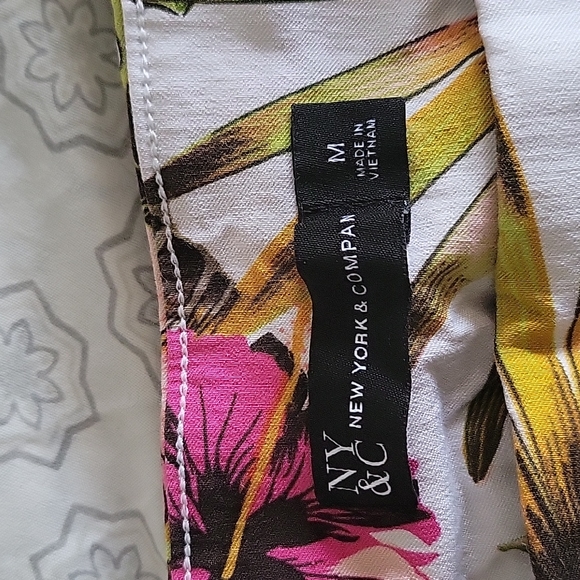 NY
&C NEW YORK & COMPAN
M
MADE IN
VIETNAM